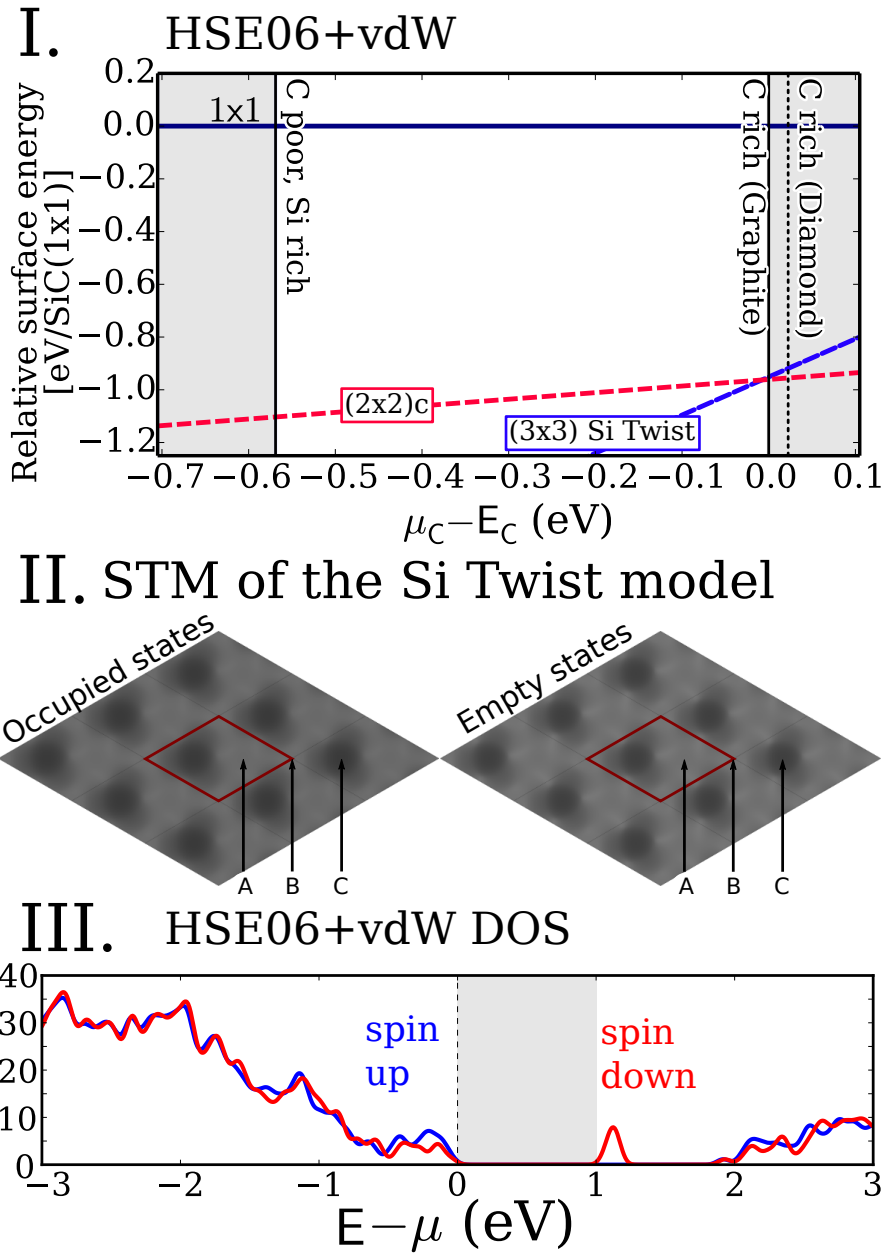 I. HSE06+vdW
Relative surface energy
[eV/SiC(1x1)]
0.2
0.0
−0.2
−0.4
−0.6
−0.8
−1.0
−1.2
1x1
C poor, Si rich
C rich (Graphite)
C rich (Diamond)
(2x2)c
(3x3) Si Twist
−0.7 −0.6 −0.5 −0.4 −0.3 −0.2 −0.1 0.0 0.1
μC−EC (eV)
II. STM of the Si Twist model
Occupied states
Empty states
A B C
A B C
III. HSE06+vdW DOS
40
30
20
10
0
spin
up
spin
down
−3 −2 −1 0 1 2 3
E−μ (eV)